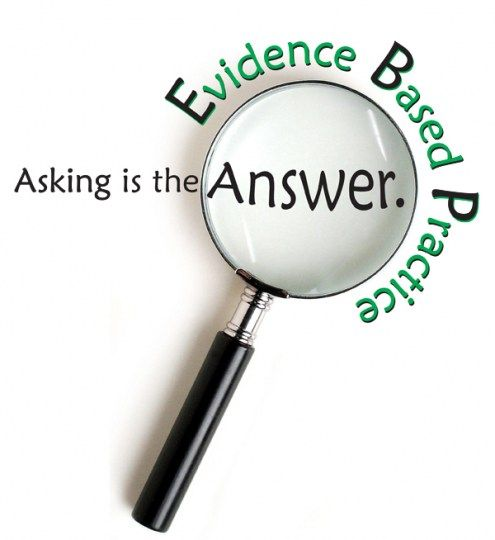 Evidence Based Practice
Asking is the Answer.